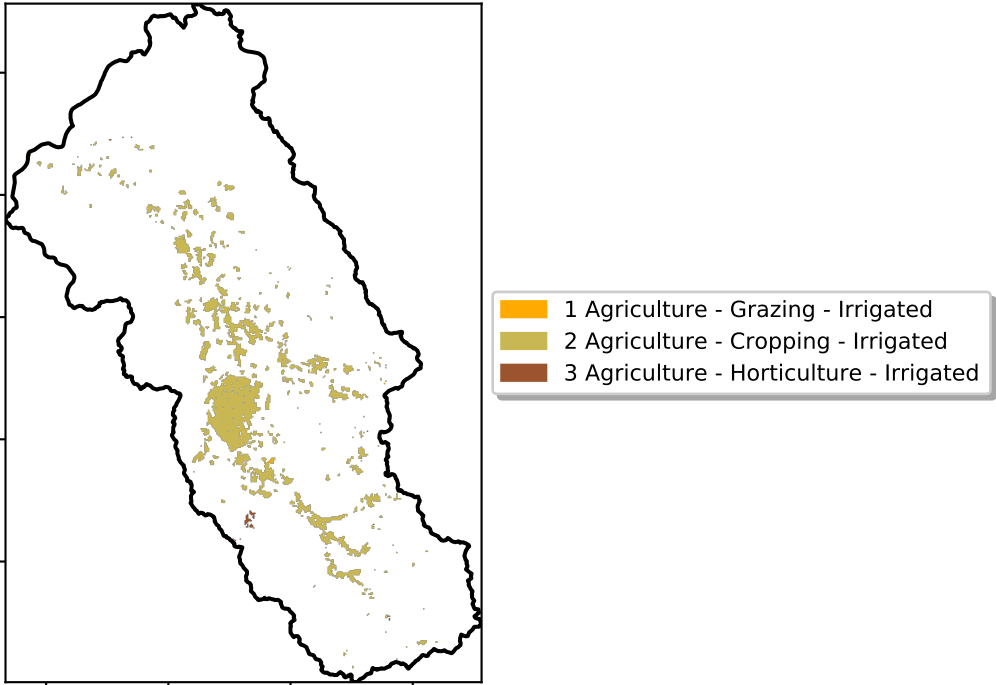 1 Agriculture - Grazing - Irrigated
2 Agriculture - Cropping - Irrigated
3 Agriculture - Horticulture - Irrigated